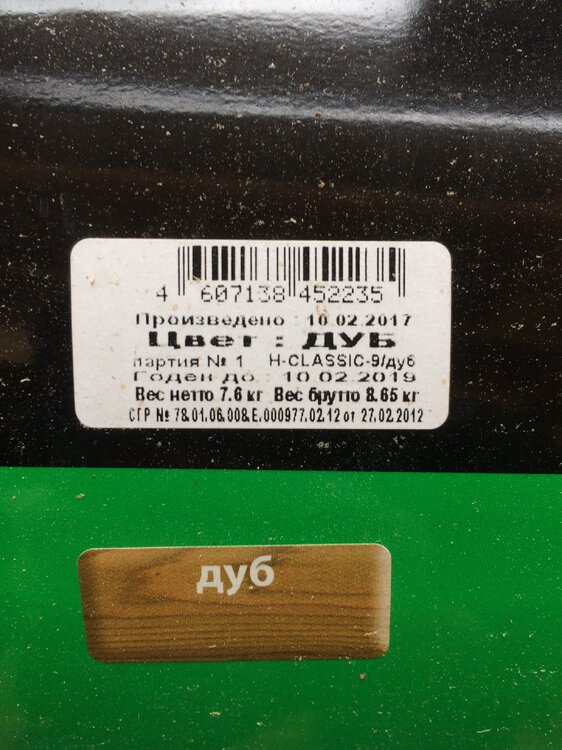 4 607138 452235
Произведено : 10.02.2017
Цвет : ДУБ
партия № 1 H-CLASSIC-9/дуб
Годен до : 10.02.2019
Вес нетто 7.6 кг Вес брутто 8.65 кг
СГР № 78.01.06.008.Е.000977.02.12 от 27.02.2012
дуб